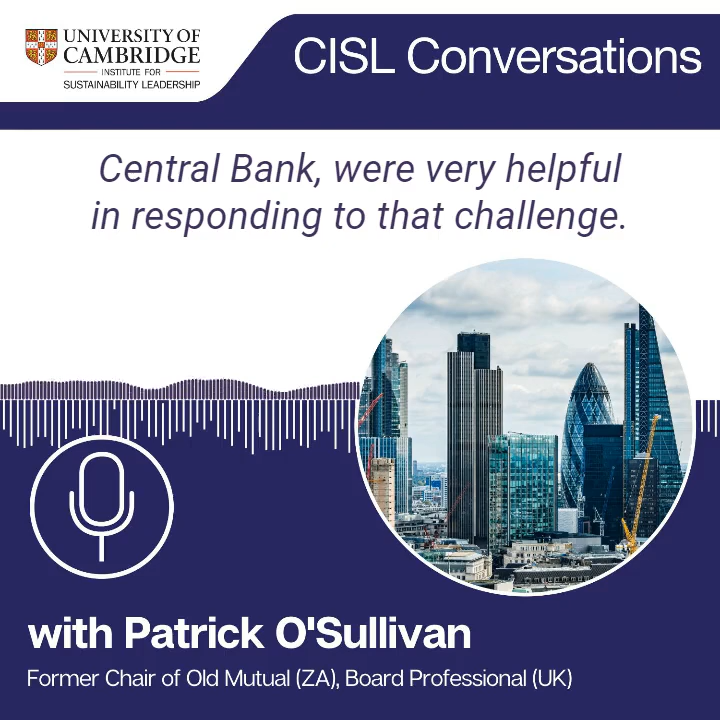 UNIVERSITY OF
CAMBRIDGE
INSTITUTE FOR
SUSTAINABILITY LEADERSHIP
CISL Conversations
Central Bank, were very helpful
in responding to that challenge.
with Patrick O'Sullivan
Former Chair of Old Mutual (ZA), Board Professional (UK)